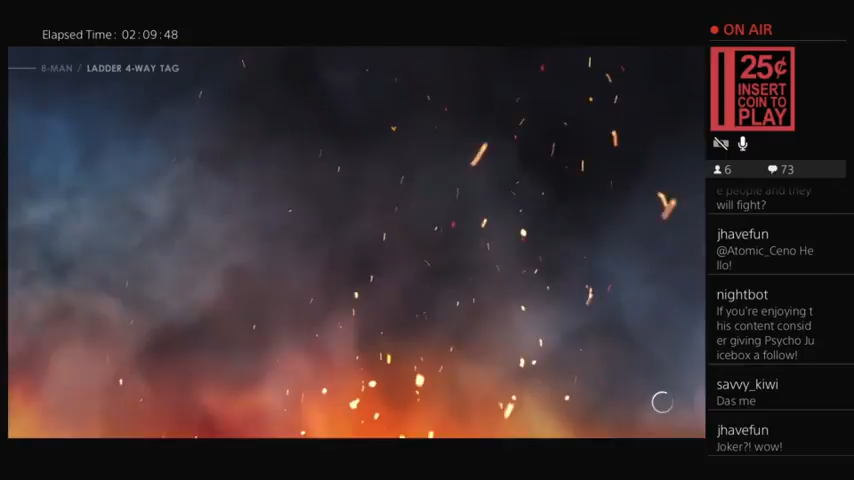 Elapsed Time: 02:09:48
8-MAN / LADDER 4-WAY TAG
ON AIR
25¢
INSERT
COIN TO
PLAY
6 73
e people and they
will fight?
jhavefun
@Atomic_Ceno He
llo!
nightbot
If you're enjoying t
his content consid
er giving Psycho Ju
icebox a follow!
savvy_kiwi
Das me
jhavefun
Joker?! wow!